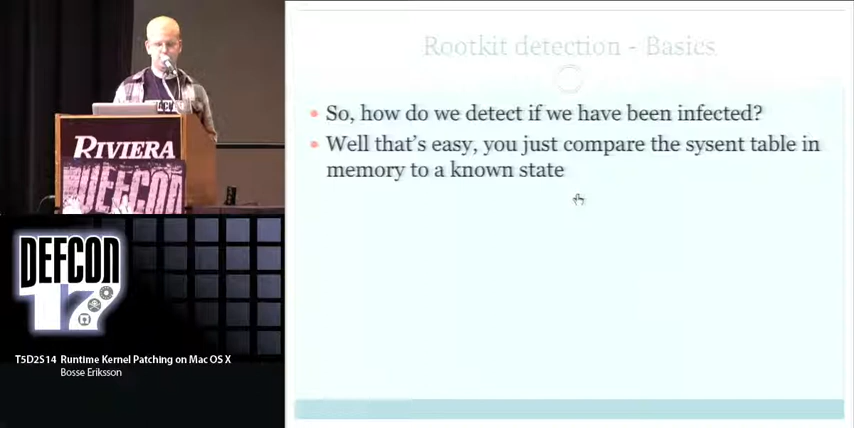 Rootkit detection - Basics
So, how do we detect if we have been infected?
Well that's easy, you just compare the sysent table in
memory to a known state
RIVIERA
DEFCON
DEFCON
17
T5D2S14 Runtime Kernel Patching on Mac OS X
Bosse Eriksson